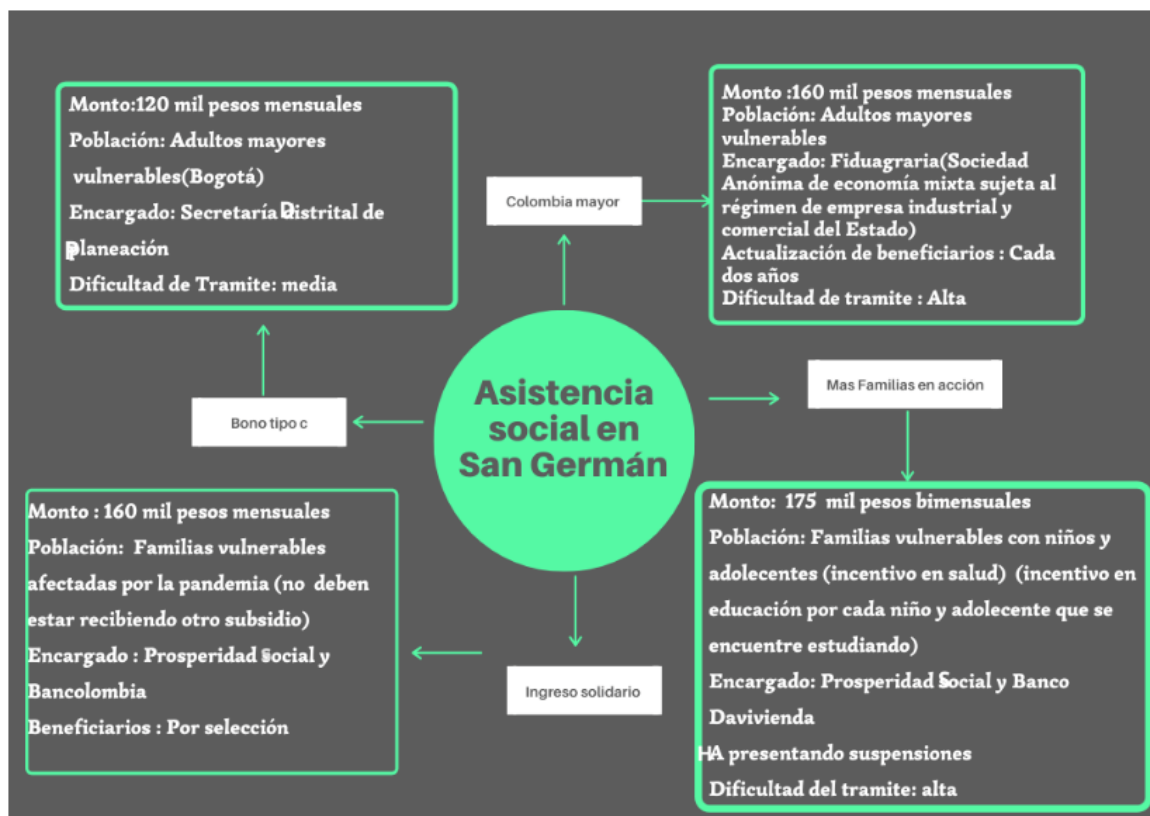 Monto:120 mil pesos mensuales
Población: Adultos mayores
vulnerables(Bogotá)
Encargado: Secretaría Distrital de
Planeación
Dificultad de Tramite: media
Colombia mayor
Monto :160 mil pesos mensuales
Población: Adultos mayores
vulnerables
Encargado: Fiduagraria(Sociedad
Anónima de economía mixta sujeta al
régimen de empresa industrial y
comercial del Estado)
Actualización de beneficiarios : Cada
dos años
Dificultad de tramite : Alta
Bono tipo c
Asistencia
social en
San Germán
Mas Familias en acción
Monto : 160 mil pesos mensuales
Población: Familias vulnerables
afectadas por la pandemia (no deben
estar recibiendo otro subsidio)
Encargado : Prosperidad Social y
Bancolombia
Beneficiarios : Por selección
Ingreso solidario
Monto: 175 mil pesos bimensuales
Población: Familias vulnerables con niños y
adolecentes (incentivo en salud) (incentivo en
educación por cada niño y adolecente que se
encuentre estudiando)
Encargado: Prosperidad Social y Banco
Davivienda
HA presentando suspensiones
Dificultad del tramite: alta